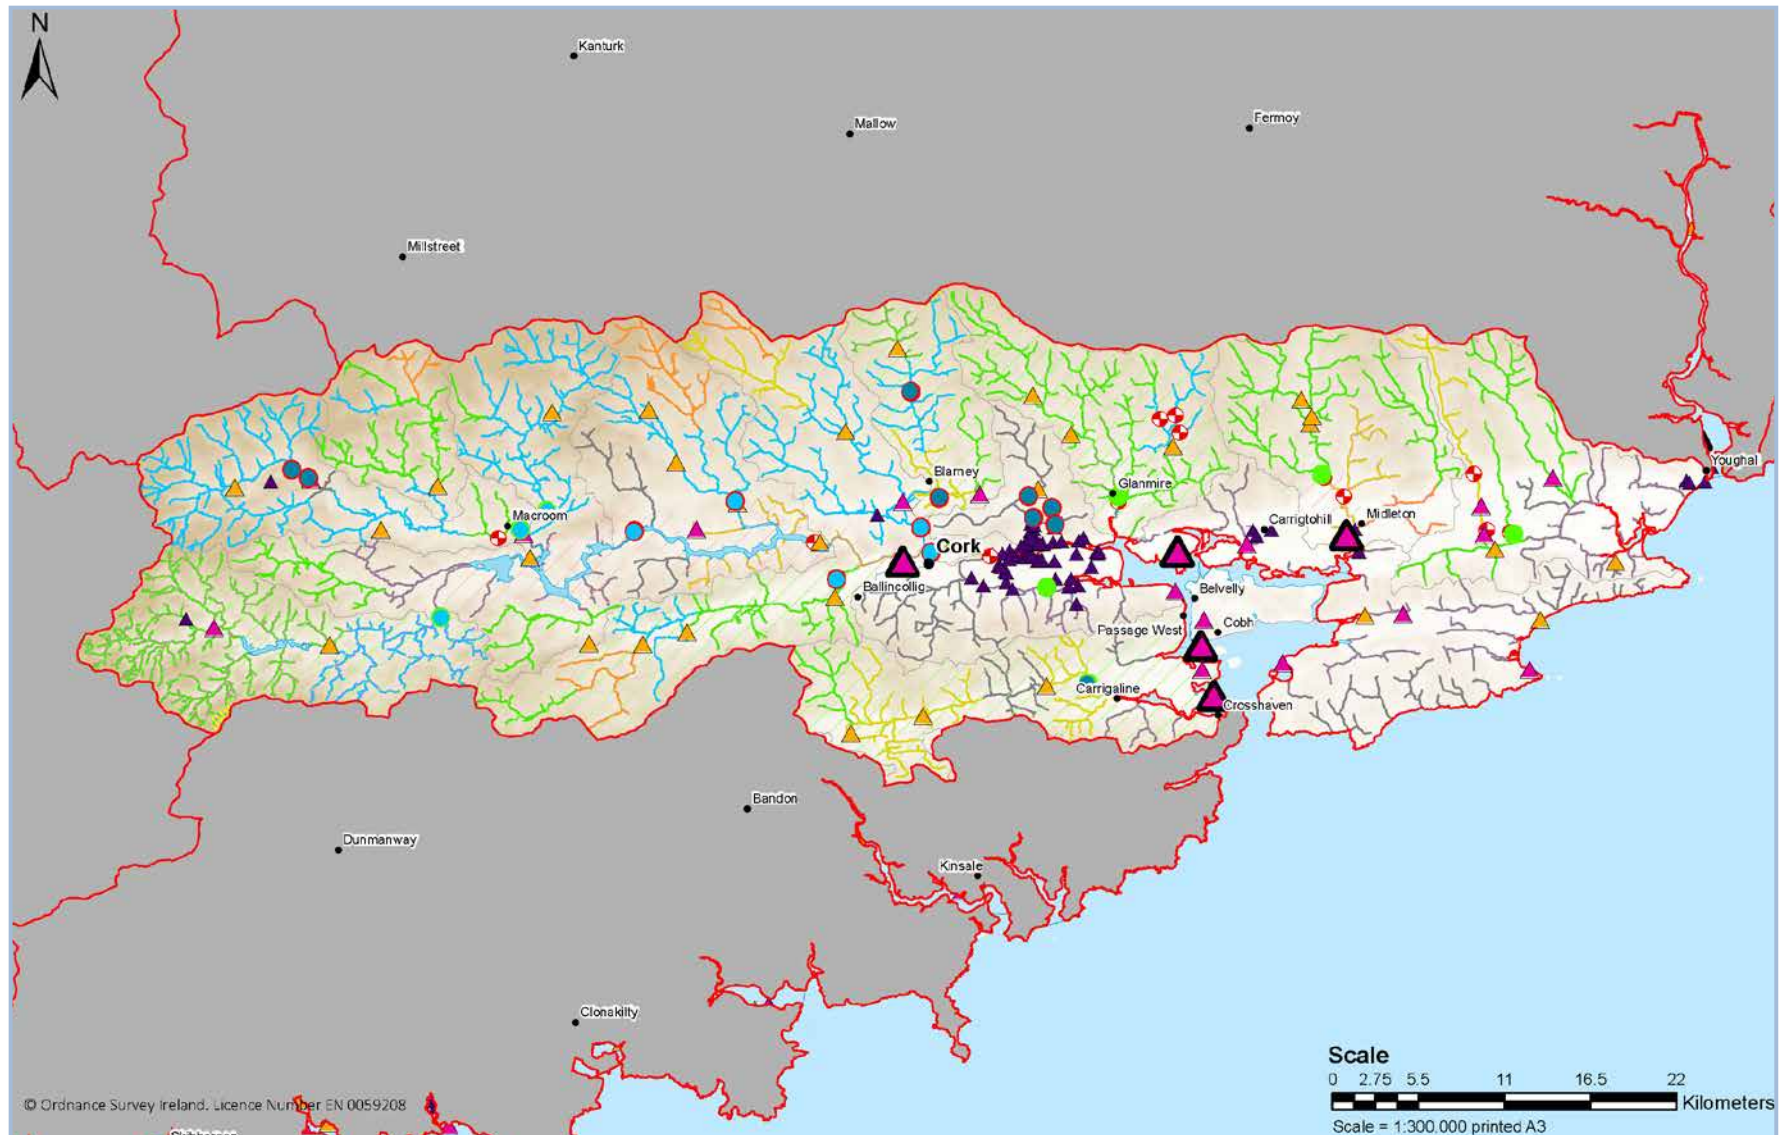 N
Kanturk
Mallow
Fermoy
Millstreet
Youghal
Blarney
Glanmire
Macroom
Carrigtohill
Midleton
Cork
Ballincollig
Belvelly
Passage West
Cobh
Carrigaline
Crosshaven
Bandon
Dunmanway
Kinsale
Clonakilty
Scale
0 2.75 5.5 11 16.5 22
Kilometers
Scale = 1:300,000 printed A3
© Ordnance Survey Ireland. Licence Number EN 0059208